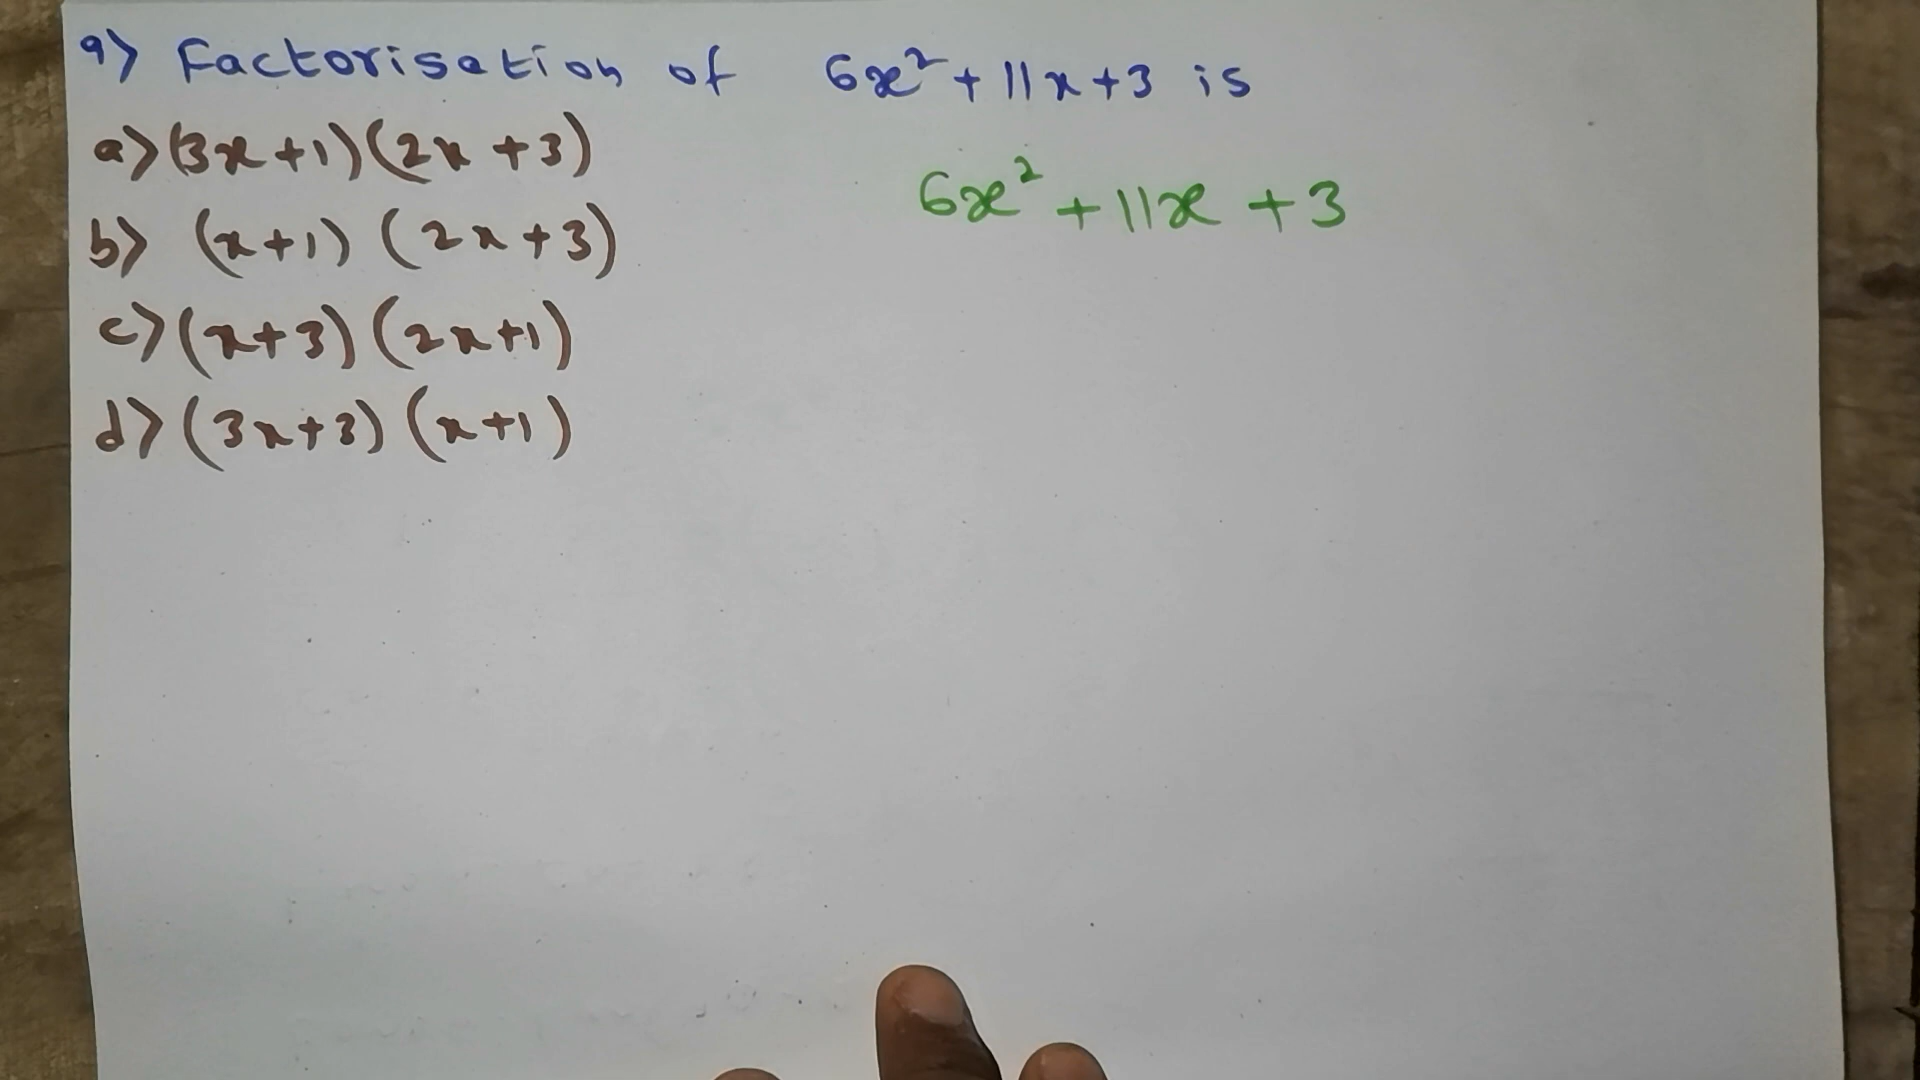 9) Factorisation of 6x² + 11x + 3 is
a) (3x + 1) (2x + 3)
6x² + 11x + 3
b) (x + 1) (2x + 3)
c) (x + 3) (2x + 1)
d) (3x + 3) (x + 1)